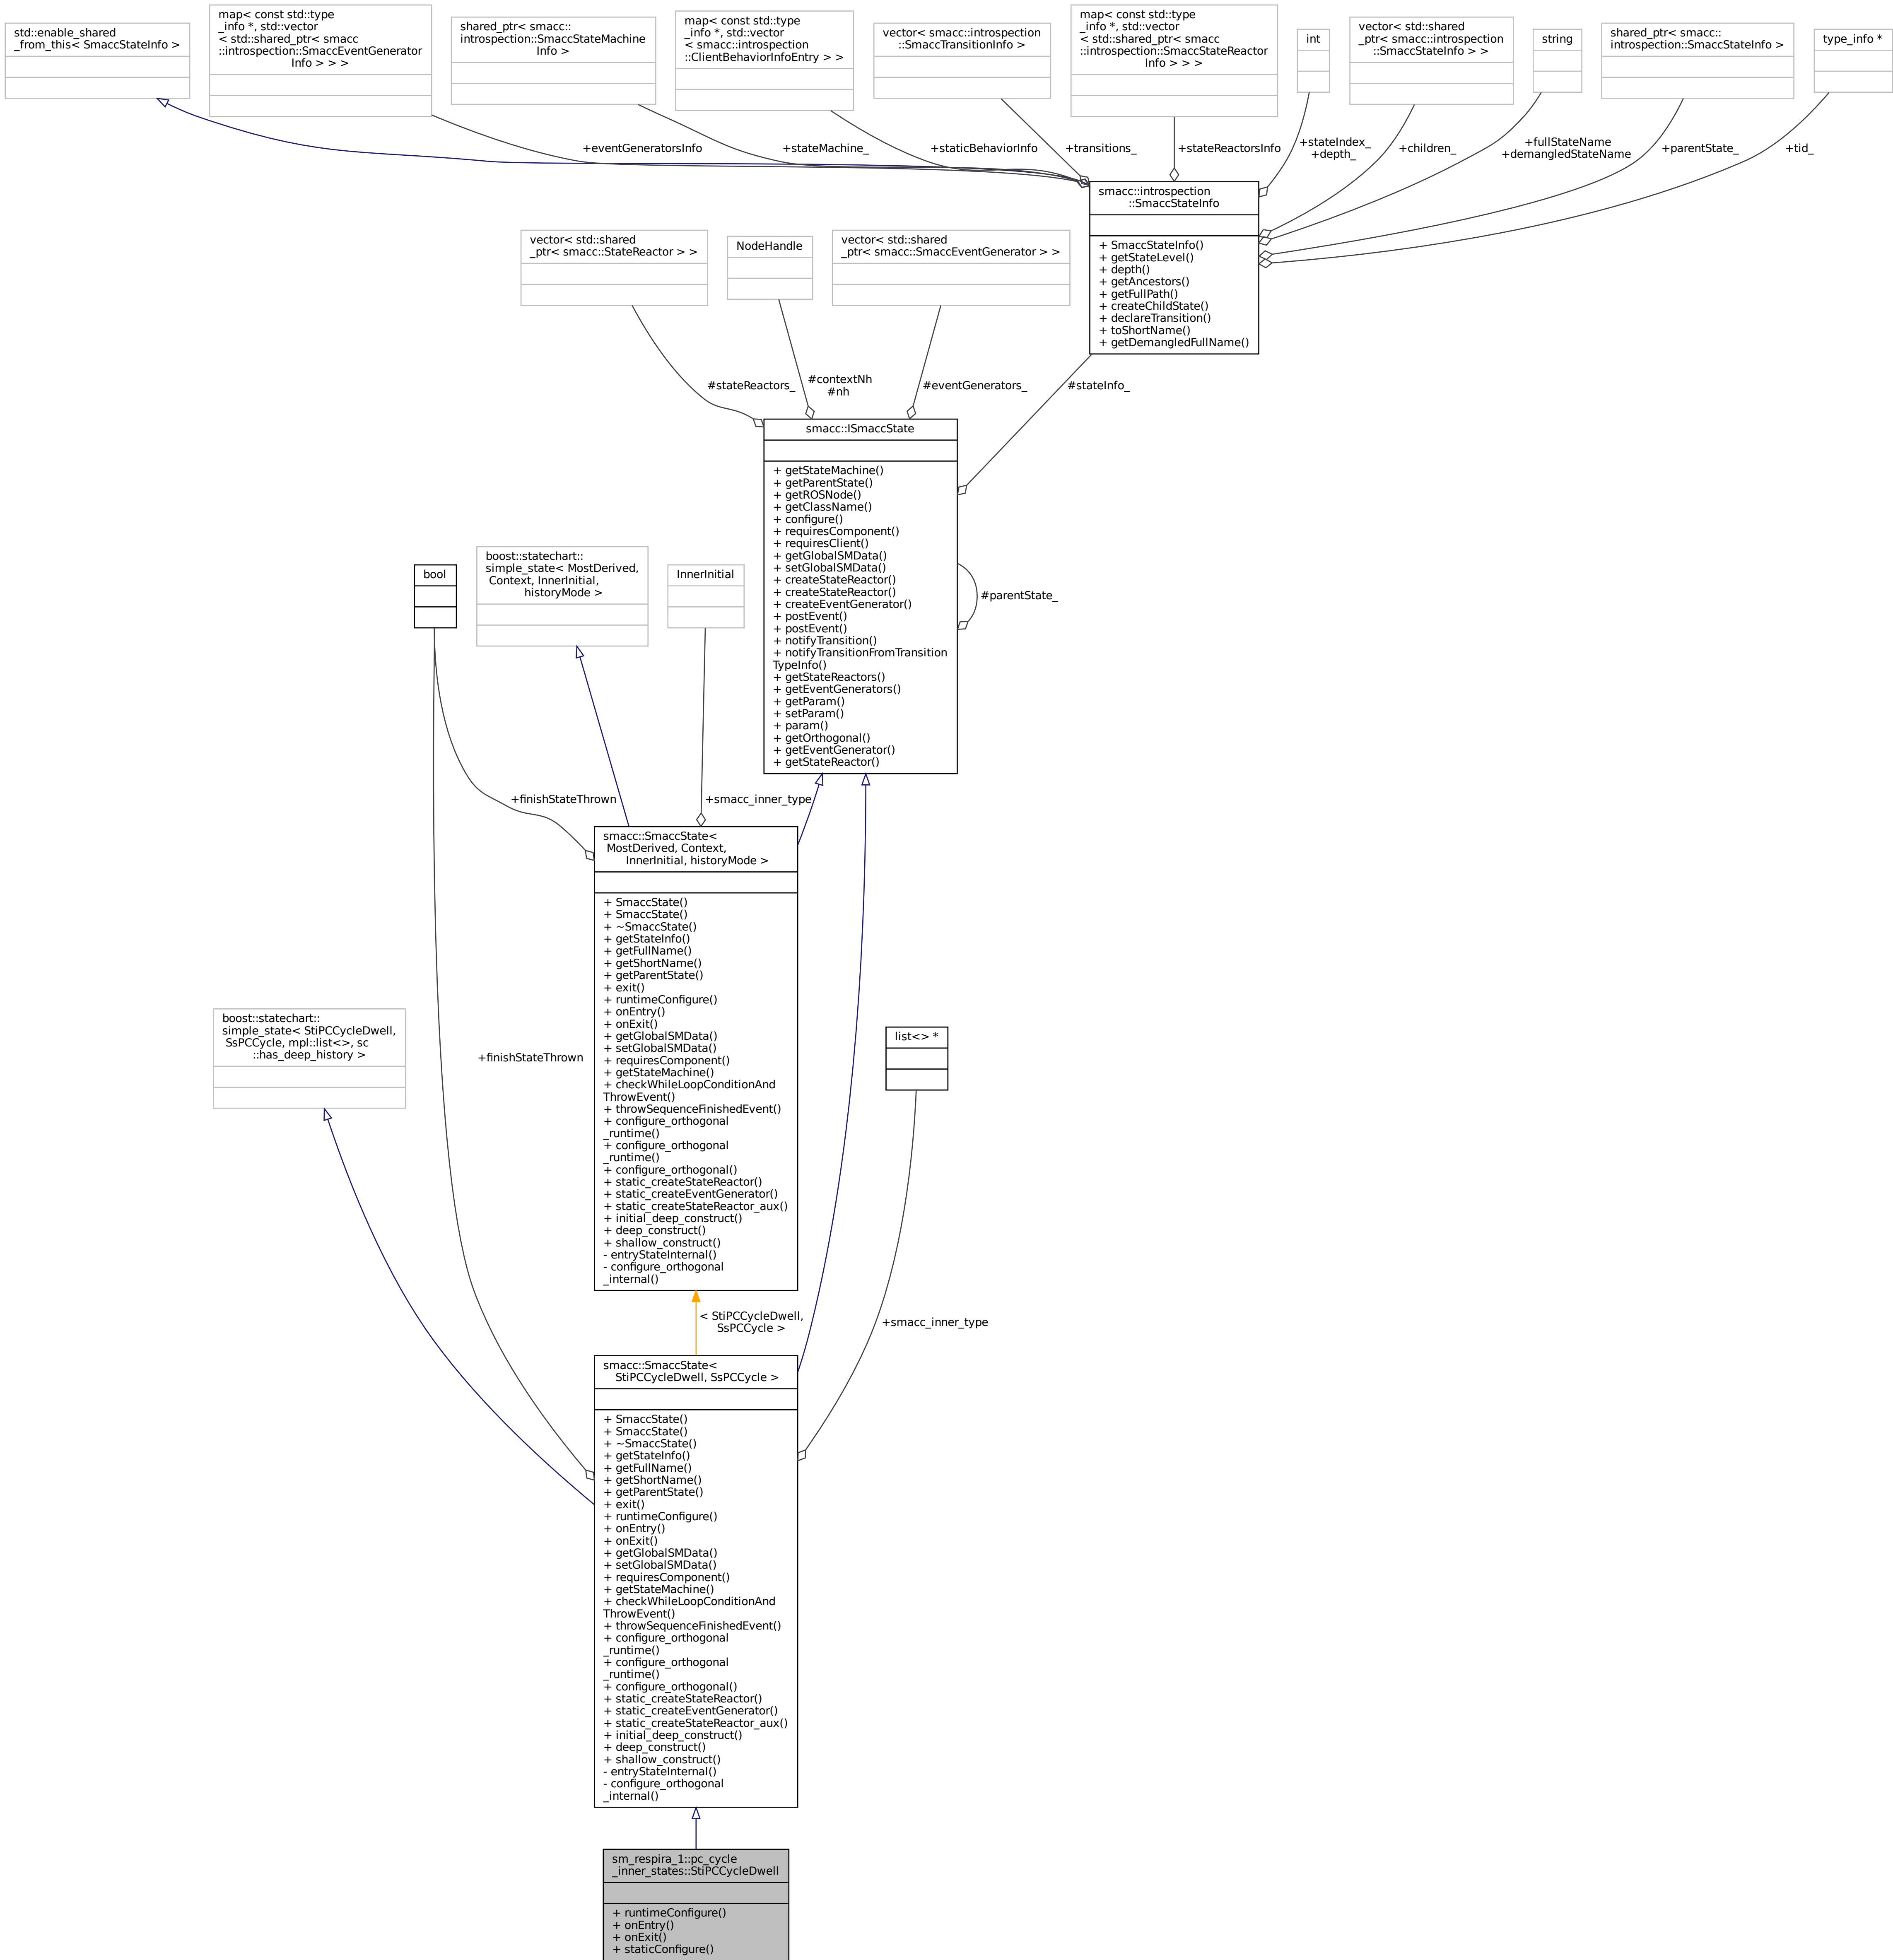 std::enable_shared
_from_this< SmaccStateInfo >
map< const std::type
_info *, std::vector
< std::shared_ptr< smacc
::introspection::SmaccEventGenerator
Info > > >
shared_ptr< smacc::
introspection::SmaccStateMachine
Info >
map< const std::type
_info *, std::vector
< smacc::introspection
::ClientBehaviorInfoEntry > >
vector< smacc::introspection
::SmaccTransitionInfo >
map< const std::type
_info *, std::vector
< std::shared_ptr< smacc
::introspection::SmaccStateReactor
Info > > >
int
vector< std::shared
_ptr< smacc::introspection
::SmaccStateInfo > >
string
shared_ptr< smacc::
introspection::SmaccStateInfo >
type_info *
+eventGeneratorsInfo
+stateMachine_
+staticBehaviorInfo
+transitions_
+stateReactorsInfo
+stateIndex_
+depth_
+children_
+fullStateName
+demangledStateName
+parentState_
+tid_
smacc::introspection
::SmaccStateInfo
+ SmaccStateInfo()
+ getStateLevel()
+ depth()
+ getAncestors()
+ getFullPath()
+ createChildState()
+ declareTransition()
+ toShortName()
+ getDemangledFullName()
vector< std::shared
_ptr< smacc::StateReactor > >
NodeHandle
vector< std::shared
_ptr< smacc::SmaccEventGenerator > >
#stateReactors_
#contextNh
#nh
#eventGenerators_
#stateInfo_
smacc::ISmaccState
+ getStateMachine()
+ getParentState()
+ getROSNode()
+ getClassName()
+ configure()
+ requiresComponent()
+ requiresClient()
+ getGlobalSMData()
+ setGlobalSMData()
+ createStateReactor()
+ createStateReactor()
+ createEventGenerator()
+ postEvent()
+ postEvent()
+ notifyTransition()
+ notifyTransitionFromTransition
TypeInfo()
+ getStateReactors()
+ getEventGenerators()
+ getParam()
+ setParam()
+ param()
+ getOrthogonal()
+ getEventGenerator()
+ getStateReactor()
#parentState_
bool
boost::statechart::
simple_state< MostDerived,
Context, InnerInitial,
historyMode >
InnerInitial
+finishStateThrown
+smacc_inner_type
smacc::SmaccState<
MostDerived, Context,
InnerInitial, historyMode >
+ SmaccState()
+ SmaccState()
+ ~SmaccState()
+ getStateInfo()
+ getFullName()
+ getShortName()
+ getParentState()
+ exit()
+ runtimeConfigure()
+ onEntry()
+ onExit()
+ getGlobalSMData()
+ setGlobalSMData()
+ requiresComponent()
+ getStateMachine()
+ checkWhileLoopConditionAnd
ThrowEvent()
+ throwSequenceFinishedEvent()
+ configure_orthogonal
_runtime()
+ configure_orthogonal
_runtime()
+ configure_orthogonal()
+ static_createStateReactor()
+ static_createEventGenerator()
+ static_createStateReactor_aux()
+ initial_deep_construct()
+ deep_construct()
+ shallow_construct()
- entryStateInternal()
- configure_orthogonal
_internal()
boost::statechart::
simple_state< StiPCCycleDwell,
SsPCCycle, mpl::list<>, sc
::has_deep_history >
+finishStateThrown
list<> *
< StiPCCycleDwell,
SsPCCycle >
+smacc_inner_type
smacc::SmaccState<
StiPCCycleDwell, SsPCCycle >
+ SmaccState()
+ SmaccState()
+ ~SmaccState()
+ getStateInfo()
+ getFullName()
+ getShortName()
+ getParentState()
+ exit()
+ runtimeConfigure()
+ onEntry()
+ onExit()
+ getGlobalSMData()
+ setGlobalSMData()
+ requiresComponent()
+ getStateMachine()
+ checkWhileLoopConditionAnd
ThrowEvent()
+ throwSequenceFinishedEvent()
+ configure_orthogonal
_runtime()
+ configure_orthogonal
_runtime()
+ configure_orthogonal()
+ static_createStateReactor()
+ static_createEventGenerator()
+ static_createStateReactor_aux()
+ initial_deep_construct()
+ deep_construct()
+ shallow_construct()
- entryStateInternal()
- configure_orthogonal
_internal()
sm_respira_1::pc_cycle
_inner_states::StiPCCycleDwell
+ runtimeConfigure()
+ onEntry()
+ onExit()
+ staticConfigure()